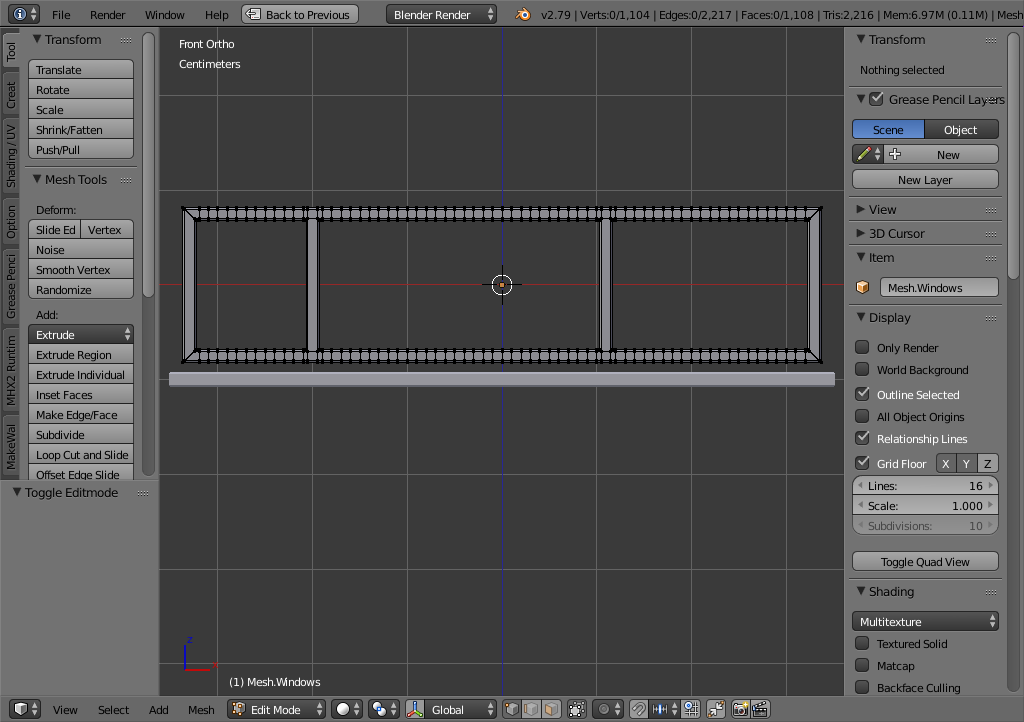 File Render Window Help Back to Previous Blender Render v2.79 | Verts:0/1,104 | Edges:0/2,217 | Faces:0/1,108 | Tris:2,216 | Mem:6.97M (0.11M) | Mesh
Tool
Creat
Shading / UV
Option
Grease Penci
MHX2 Runtim
MakeWal
Transform
Translate
Rotate
Scale
Shrink/Fatten
Push/Pull
Mesh Tools
Deform:
Slide Ed Vertex
Noise
Smooth Vertex
Randomize
Add:
Extrude
Extrude Region
Extrude Individual
Inset Faces
Make Edge/Face
Subdivide
Loop Cut and Slide
Offset Edge Slide
Toggle Editmode
Front Ortho
Centimeters
z
(1) Mesh.Windows
Transform
Nothing selected
Grease Pencil Layers
Scene Object
New
New Layer
View
3D Cursor
Item
Mesh.Windows
Display
Only Render
World Background
Outline Selected
All Object Origins
Relationship Lines
Grid Floor X Y Z
Lines: 16
Scale: 1.000
Subdivisions: 10
Toggle Quad View
Shading
Multitexture
Textured Solid
Matcap
Backface Culling
View Select Add Mesh Edit Mode Global